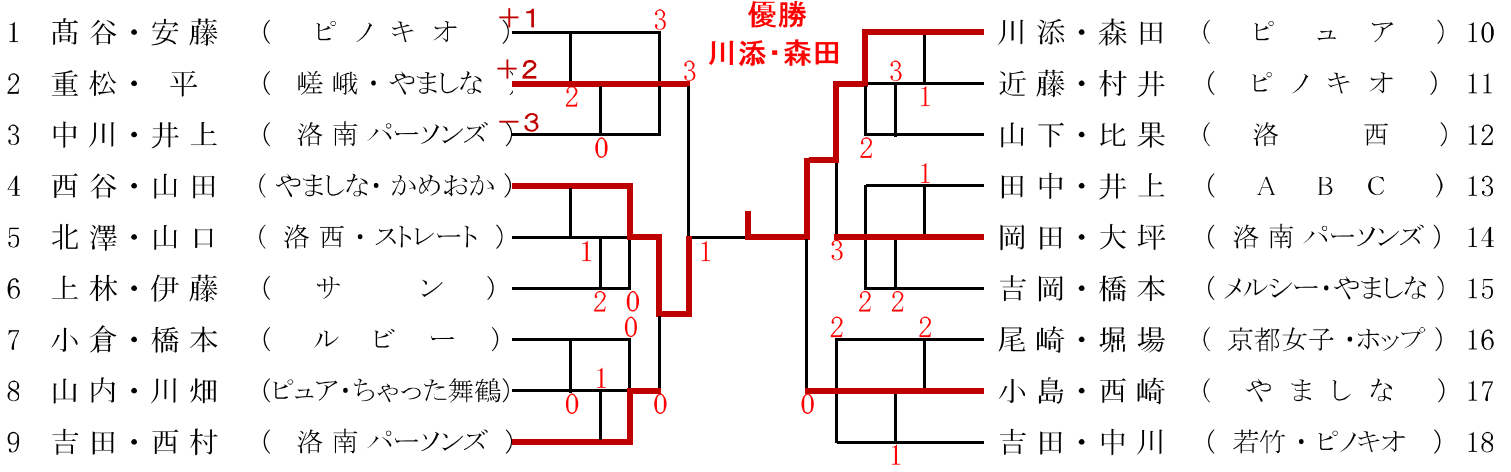 優勝
川添・森田
1 髙谷・安藤 ( ピノキオ ) +1 3
2 重松・平 ( 嵯峨・やましな ) +2 2 3
3 中川・井上 ( 洛南パーソンズ ) -3 0
4 西谷・山田 ( やましな・かめおか )
5 北澤・山口 ( 洛西・ストレート ) 1 1
6 上林・伊藤 ( サン ) 2 0
7 小倉・橋本 ( ルビー ) 0
8 山内・川畑 (ピュア・ちゃった舞鶴) 0 1 0
9 吉田・西村 ( 洛南パーソンズ )
川添・森田 ( ピュア ) 10
3 1 近藤・村井 ( ピノキオ ) 11
2 山下・比果 ( 洛西 ) 12
1 田中・井上 ( ABC ) 13
3 岡田・大坪 ( 洛南パーソンズ ) 14
2 2 吉岡・橋本 ( メルシー・やましな ) 15
2 2 尾崎・堀場 ( 京都女子・ホップ ) 16
0 小島・西崎 ( やましな ) 17
1 吉田・中川 ( 若竹・ピノキオ ) 18